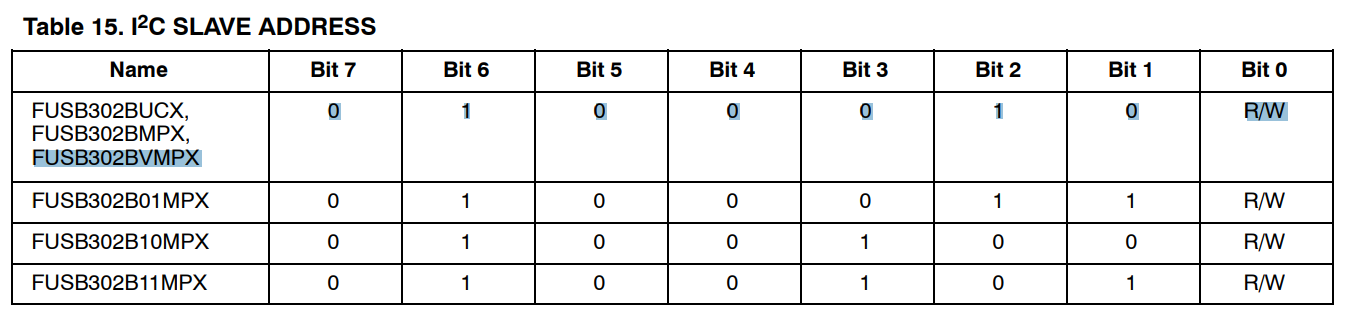 Table 15. I²C SLAVE ADDRESS
Name Bit 7 Bit 6 Bit 5 Bit 4 Bit 3 Bit 2 Bit 1 Bit 0
FUSB302BUCX, 0 1 0 0 0 1 0 R/W
FUSB302BMPX,
FUSB302BVMPX
FUSB302B01MPX 0 1 0 0 0 1 1 R/W
FUSB302B10MPX 0 1 0 0 1 0 0 R/W
FUSB302B11MPX 0 1 0 0 1 0 1 R/W